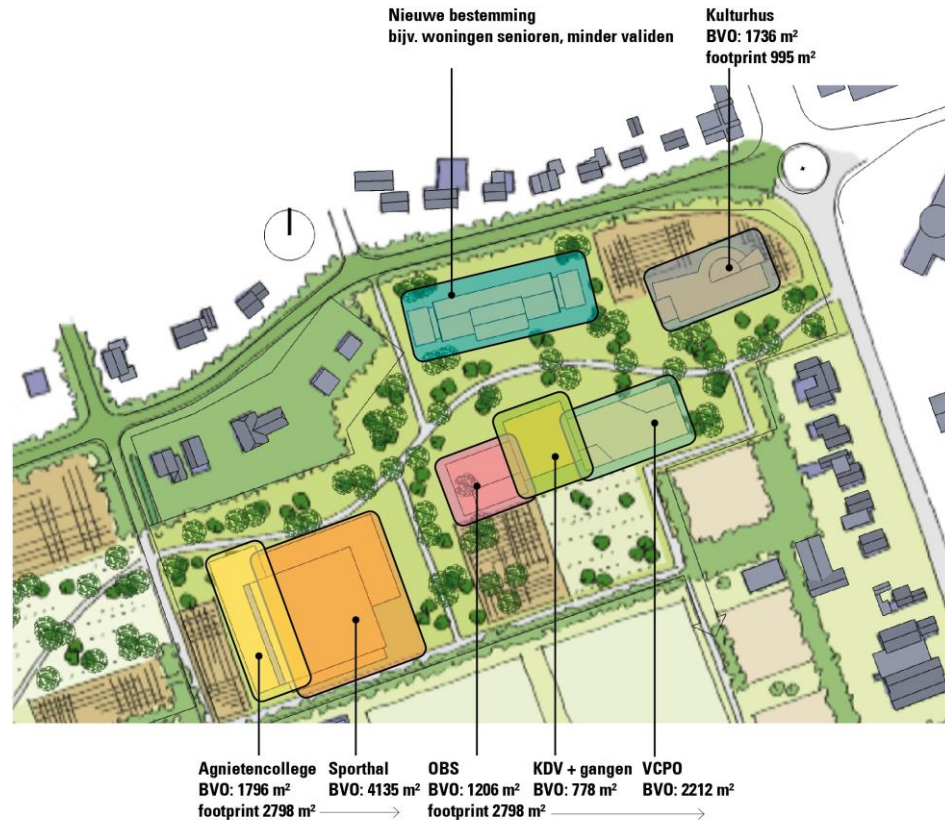 Nieuwe bestemming
bijv. woningen senioren, minder validen
Kulturhus
BVO: 1736 m²
footprint 995 m²
Agnietencollege
BVO: 1796 m²
footprint 2798 m²
Sporthal
BVO: 4135 m²
OBS
BVO: 1206 m²
footprint 2798 m²
KDV + gangen
BVO: 778 m²
VCPO
BVO: 2212 m²